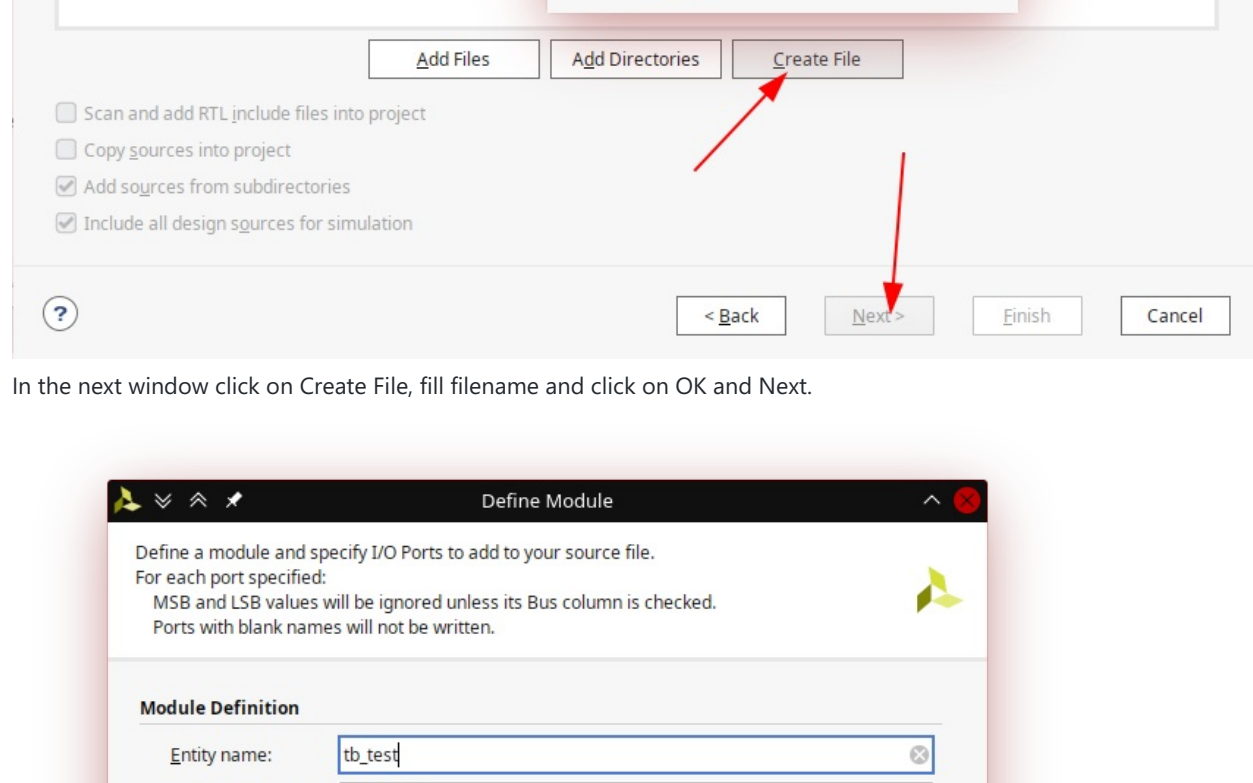 Add Files
Add Directories
Create File
Scan and add RTL include files into project
Copy sources into project
Add sources from subdirectories
Include all design sources for simulation
?
< Back
Next >
Finish
Cancel
In the next window click on Create File, fill filename and click on OK and Next.
Define Module
Define a module and specify I/O Ports to add to your source file.
For each port specified:
MSB and LSB values will be ignored unless its Bus column is checked.
Ports with blank names will not be written.
Module Definition
Entity name:
tb_test